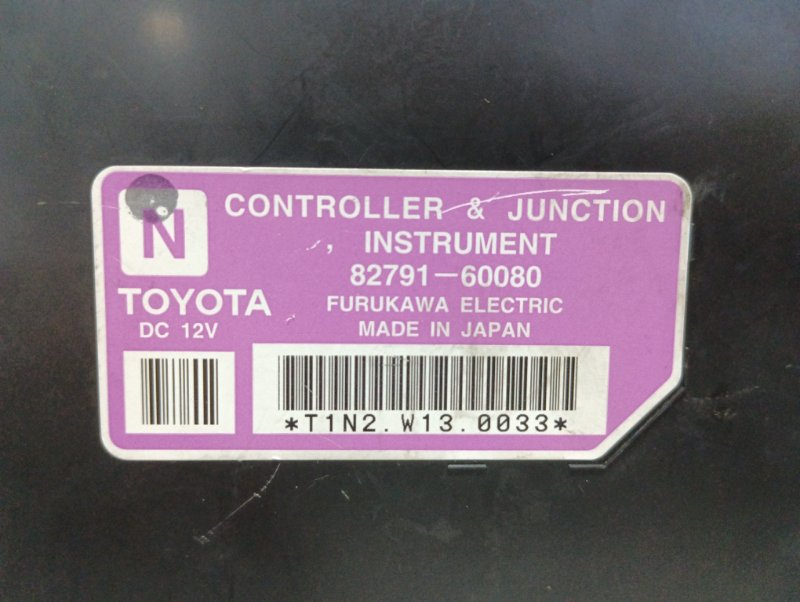 N
CONTROLLER & JUNCTION
INSTRUMENT
82791-60080
TOYOTA
FURUKAWA ELECTRIC
DC 12V
MADE IN JAPAN
*T1N2.W13.0033*